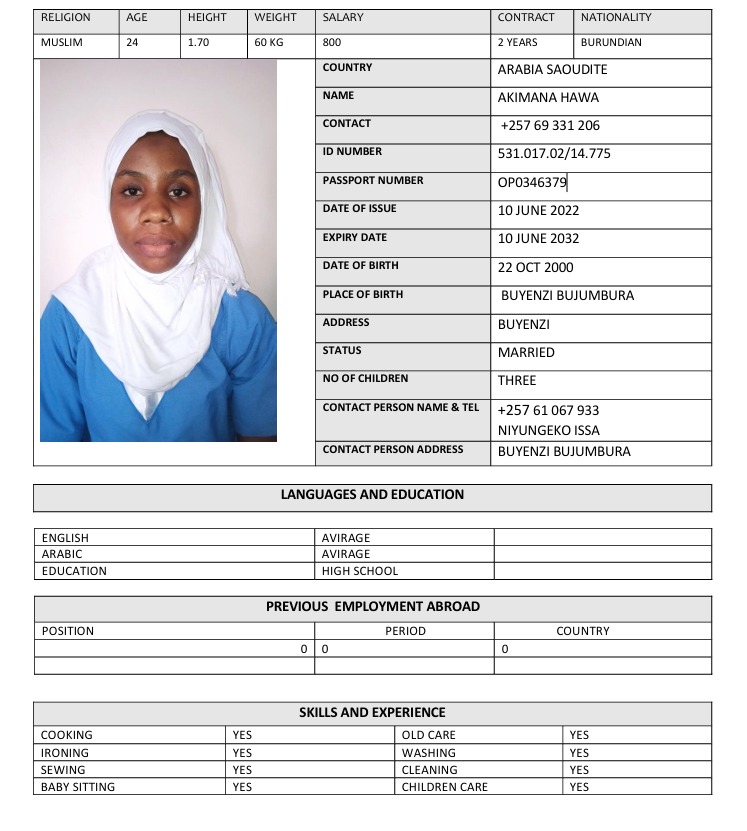 RELIGION AGE HEIGHT WEIGHT SALARY CONTRACT NATIONALITY
MUSLIM 24 1.70 60 KG 800 2 YEARS BURUNDIAN
COUNTRY ARABIA SAOUDITE
NAME AKIMANA HAWA
CONTACT +257 69 331 206
ID NUMBER 531.017.02/14.775
PASSPORT NUMBER OP0346379
DATE OF ISSUE 10 JUNE 2022
EXPIRY DATE 10 JUNE 2032
DATE OF BIRTH 22 OCT 2000
PLACE OF BIRTH BUYENZI BUJUMBURA
ADDRESS BUYENZI
STATUS MARRIED
NO OF CHILDREN THREE
CONTACT PERSON NAME & TEL +257 61 067 933
NIYUNGEKO ISSA
CONTACT PERSON ADDRESS BUYENZI BUJUMBURA
LANGUAGES AND EDUCATION
ENGLISH AVIRAGE
ARABIC AVIRAGE
EDUCATION HIGH SCHOOL
PREVIOUS EMPLOYMENT ABROAD
POSITION PERIOD COUNTRY
0 0 0
SKILLS AND EXPERIENCE
COOKING YES OLD CARE YES
IRONING YES WASHING YES
SEWING YES CLEANING YES
BABY SITTING YES CHILDREN CARE YES